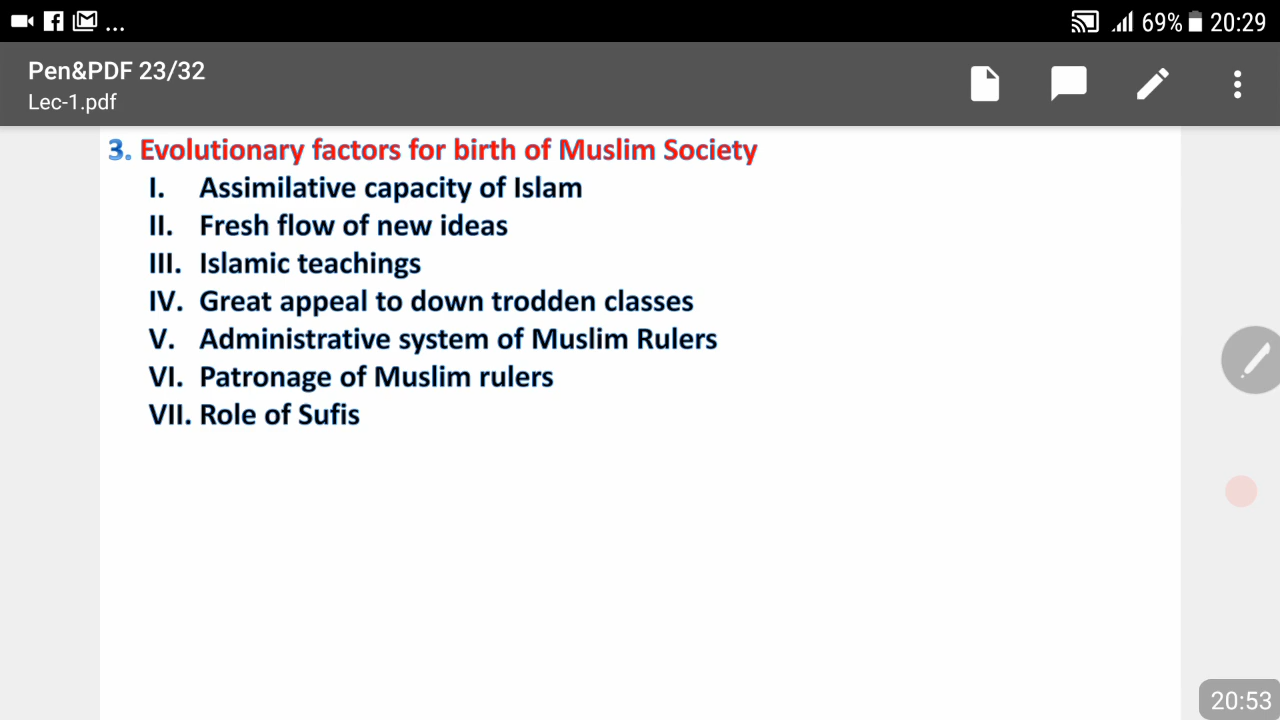 ... 69% 20:29
Pen&PDF 23/32
Lec-1.pdf
3. Evolutionary factors for birth of Muslim Society
I. Assimilative capacity of Islam
II. Fresh flow of new ideas
III. Islamic teachings
IV. Great appeal to down trodden classes
V. Administrative system of Muslim Rulers
VI. Patronage of Muslim rulers
VII. Role of Sufis
20:53